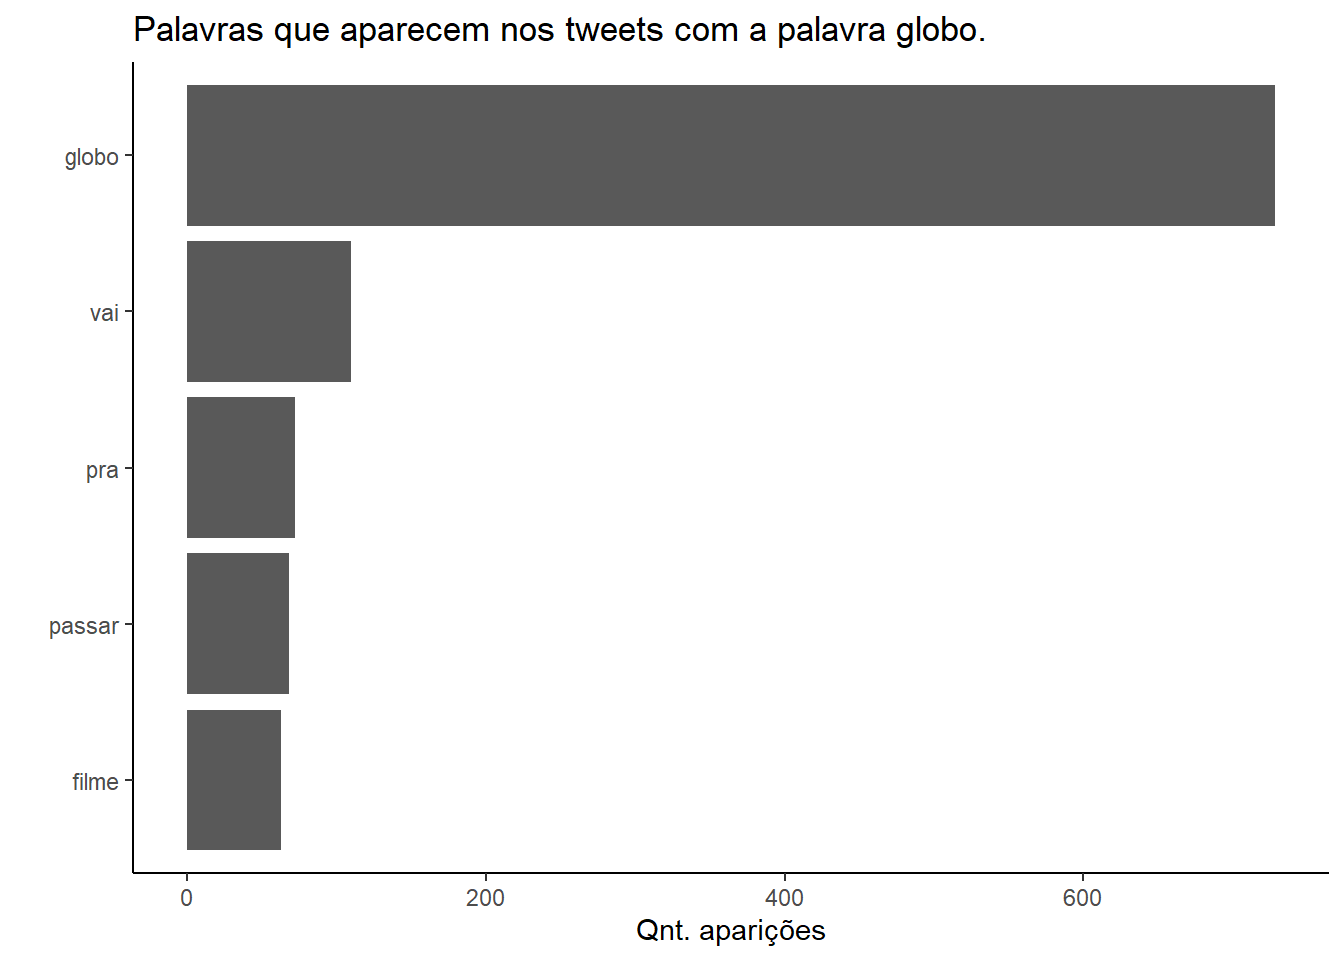 Palavras que aparecem nos tweets com a palavra globo.
globo
vai
pra
passar
filme
0 200 400 600
Qnt. aparições